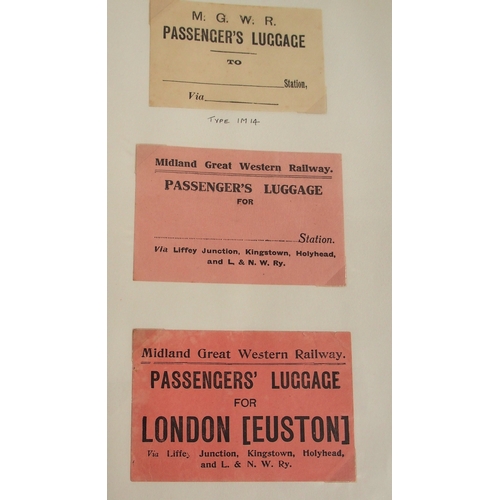 M. G. W. R.
PASSENGER'S LUGGAGE
TO
Station,
Via
TYPE 1M14
Midland Great Western Railway.
PASSENGER'S LUGGAGE
FOR
Station.
Via Liffey Junction, Kingstown, Holyhead,
and L. & N. W. Ry.
Midland Great Western Railway.
PASSENGERS' LUGGAGE
FOR
LONDON [EUSTON]
Via Liffey Junction, Kingstown, Holyhead,
and L. & N. W. Ry.